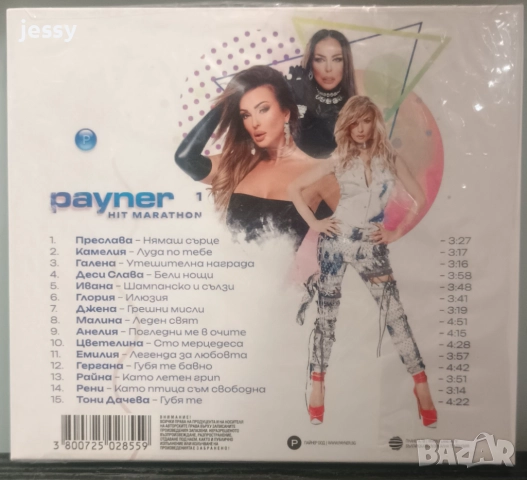 jessy
payner 1
HIT MARATHON
1. Преслава – Нямаш сърце – 3:27
2. Камелия – Луда по тебе – 3:17
3. Галена – Утешителна награда – 3:16
4. Деси Слава – Бели нощи – 3:58
5. Ивана – Шампанско и сълзи – 3:48
6. Глория – Илюзия – 3:41
7. Джена – Грешни мисли – 3:19
8. Малина – Леден свят – 4:51
9. Анелия – Погледни ме в очите – 4:15
10. Цветелина – Сто мерцедеса – 4:28
11. Емилия – Легенда за любовта – 3:57
12. Гергана – Губя те бавно – 4:42
13. Райна – Като летен грип – 3:51
14. Рени – Като птица съм свободна – 3:14
15. Тони Дачева – Губя те – 4:22
ВНИМАНИЕ!
3 800725 028559
bazar.bg